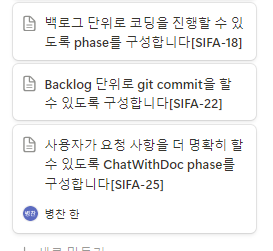 백로그 단위로 코딩을 진행할 수 있
도록 phase를 구성합니다[SIFA-18]
Backlog 단위로 git commit을 할
수 있도록 구성합니다[SIFA-22]
사용자가 요청 사항을 더 명확히 할
수 있도록 ChatWithDoc phase를
구성합니다[SIFA-25]
병찬 병찬 한